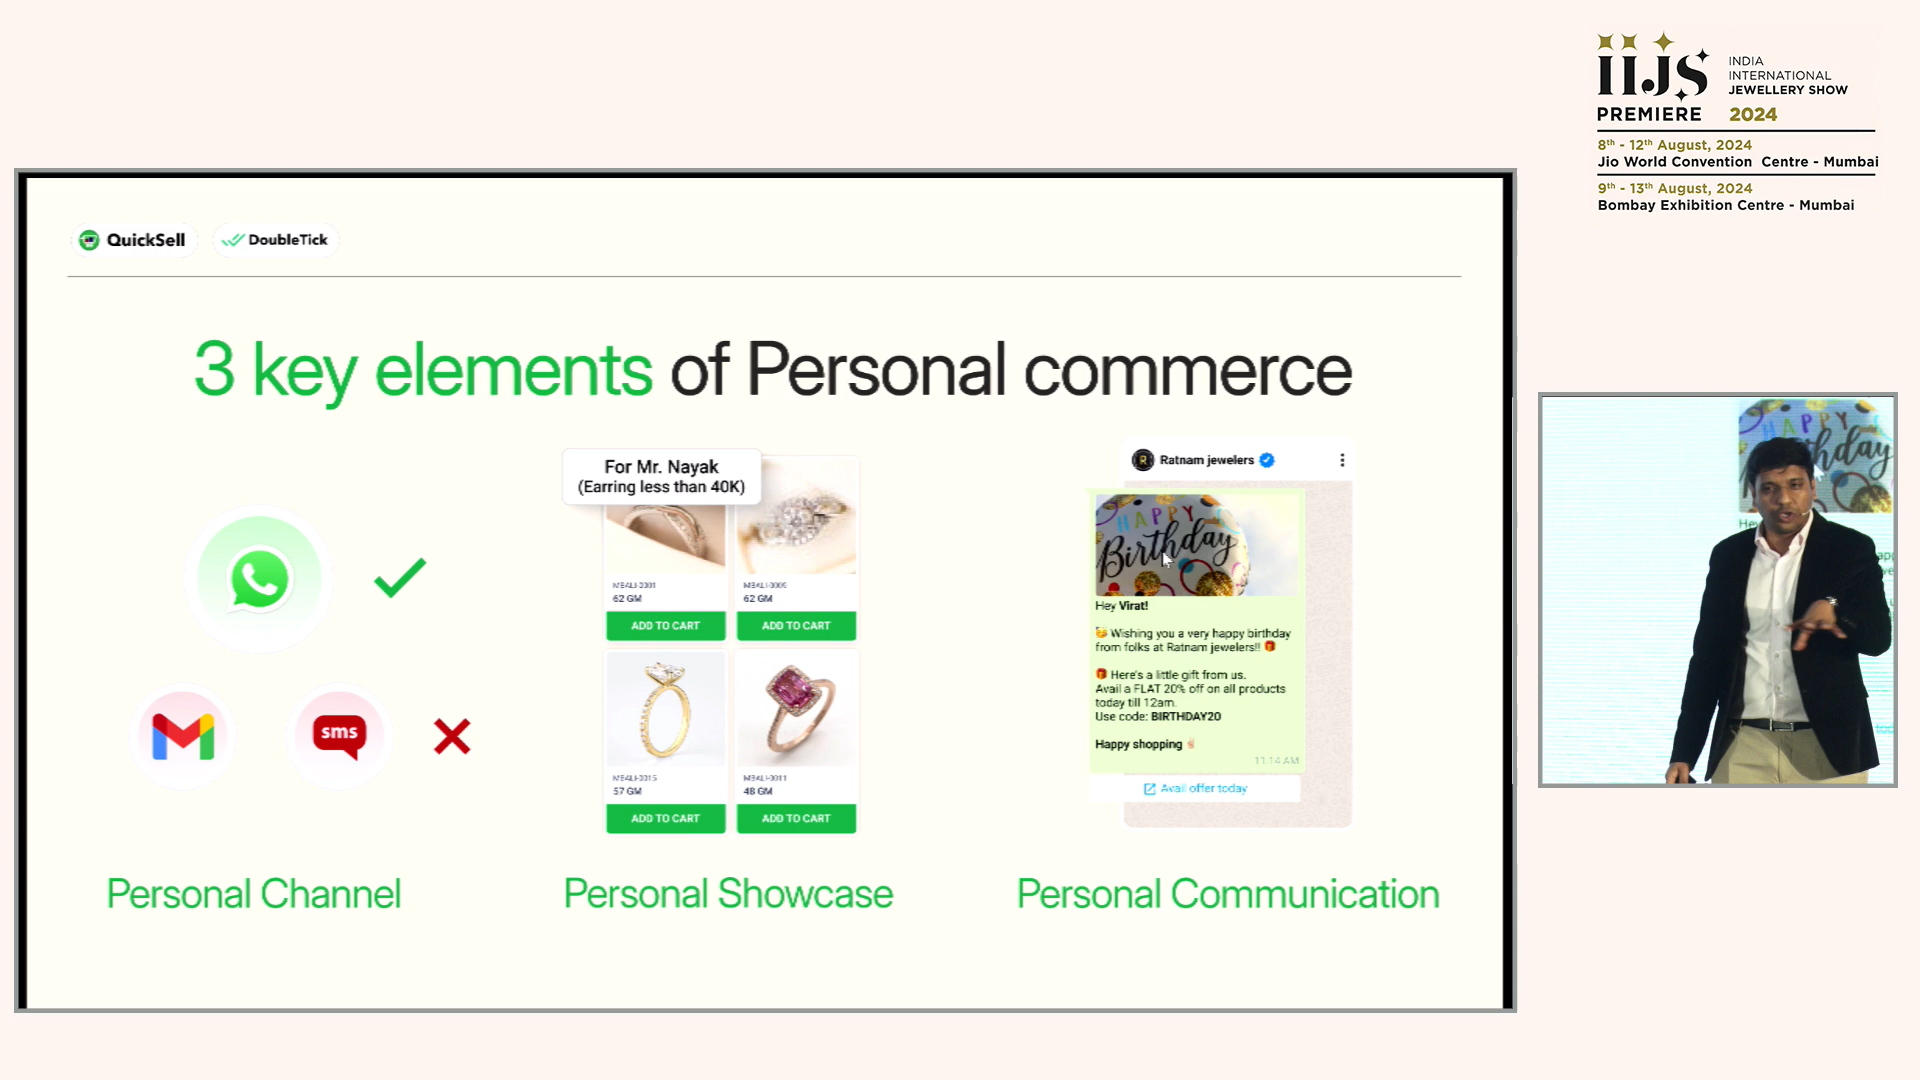 IIJS
INDIA
INTERNATIONAL
JEWELLERY SHOW
PREMIERE 2024
8th - 12th August, 2024
Jio World Convention Centre - Mumbai
9th - 13th August, 2024
Bombay Exhibition Centre - Mumbai
QuickSell DoubleTick
3 key elements of Personal commerce
For Mr. Nayak
(Earring less than 40K)
62 GM
ADD TO CART
62 GM
ADD TO CART
57 GM
ADD TO CART
48 GM
ADD TO CART
sms
R Ratnam jewelers
HAPPY
Birthday
Hey Virat!
Wishing you a very happy birthday
from folks at Ratnam jewelers!!
Here's a little gift from us.
Avail a FLAT 20% off on all products
today till 12am.
Use code: BIRTHDAY20
Happy shopping
11:14 AM
Avail offer today
Personal Channel
Personal Showcase
Personal Communication
HAPPY